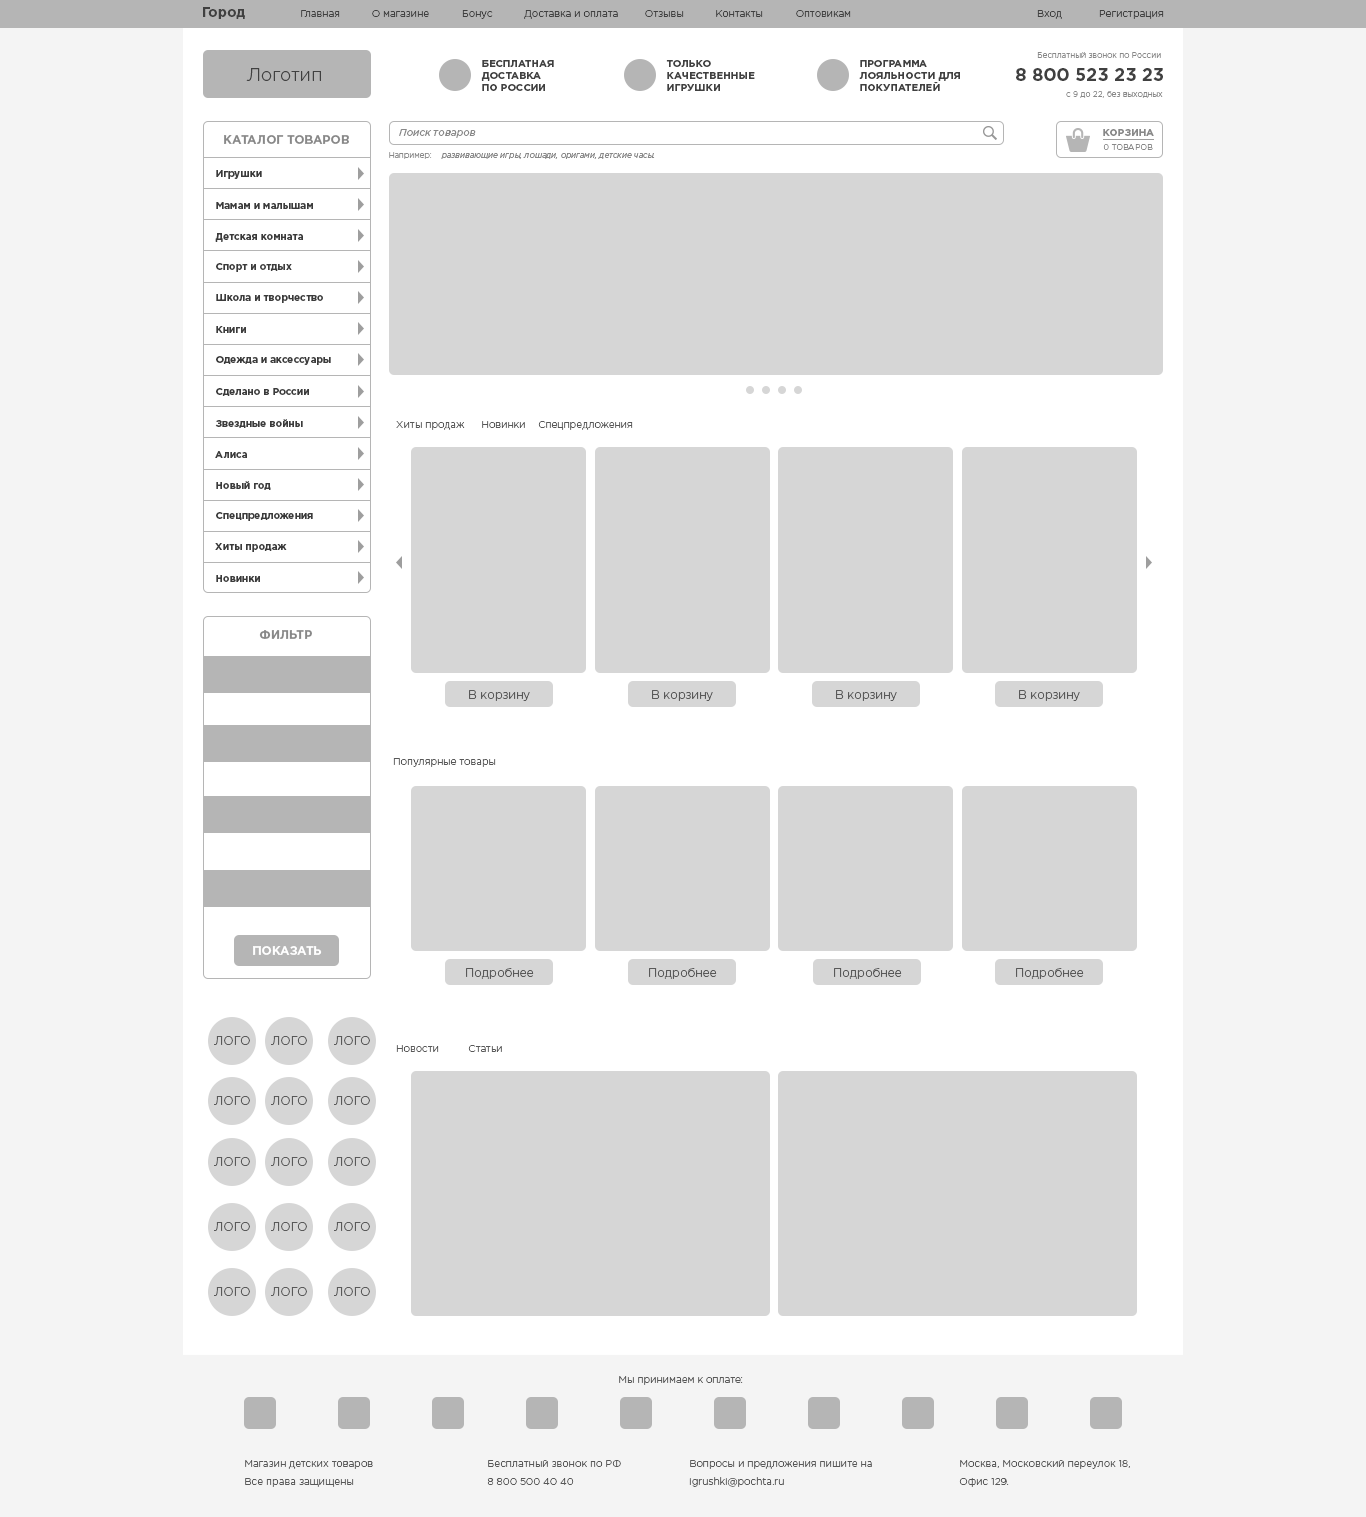 Город
Главная
О магазине
Бонус
Доставка и оплата
Отзывы
Контакты
Оптовикам
Вход
Регистрация
Логотип
БЕСПЛАТНАЯ
ДОСТАВКА
ПО РОССИИ
ТОЛЬКО
КАЧЕСТВЕННЫЕ
ИГРУШКИ
ПРОГРАММА
ЛОЯЛЬНОСТИ ДЛЯ
ПОКУПАТЕЛЕЙ
Бесплатный звонок по России
8 800 523 23 23
с 9 до 22, без выходных
Поиск товаров
Например: развивающие игры, лошади, оригами, детские часы.
КОРЗИНА
0 ТОВАРОВ
КАТАЛОГ ТОВАРОВ
Игрушки
Мамам и малышам
Детская комната
Спорт и отдых
Школа и творчество
Книги
Одежда и аксессуары
Сделано в России
Звездные войны
Алиса
Новый год
Спецпредложения
Хиты продаж
Новинки
ФИЛЬТР
ПОКАЗАТЬ
ЛОГО ЛОГО ЛОГО
ЛОГО ЛОГО ЛОГО
ЛОГО ЛОГО ЛОГО
ЛОГО ЛОГО ЛОГО
ЛОГО ЛОГО ЛОГО
Хиты продаж
Новинки
Спецпредложения
В корзину
В корзину
В корзину
В корзину
Популярные товары
Подробнее
Подробнее
Подробнее
Подробнее
Новости
Статьи
Мы принимаем к оплате:
Магазин детских товаров
Все права защищены
Бесплатный звонок по РФ
8 800 500 40 40
Вопросы и предложения пишите на
igrushki@pochta.ru
Москва, Московский переулок 18,
Офис 129.